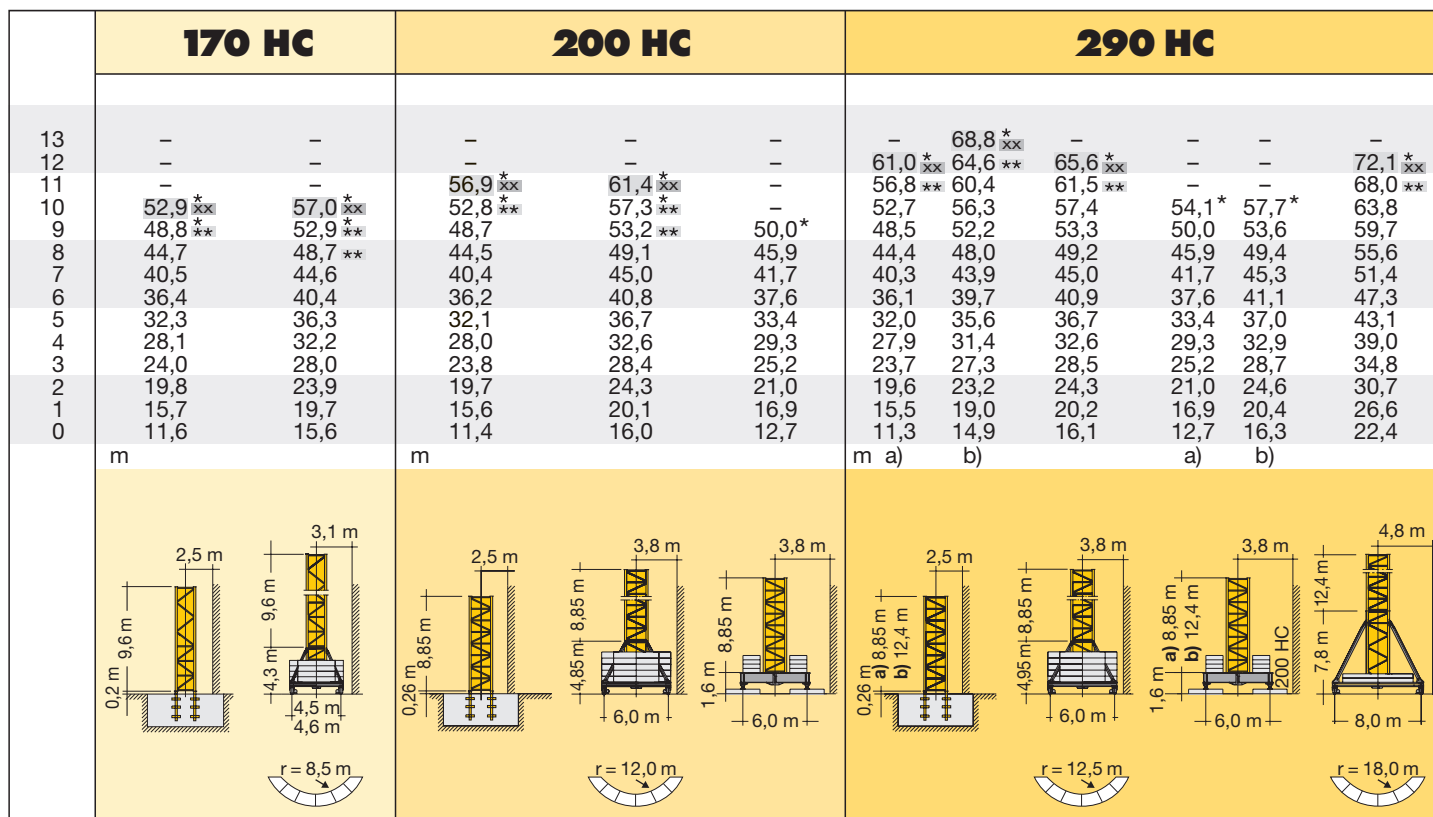 170 HC 200 HC 290 HC
13 – – – – – – 68,8 * xx – – – –
12 – – – – – 61,0 * xx 64,6 ** 65,6 * xx – – 72,1 * xx
11 – – 56,9 * xx 61,4 * xx – 56,8 ** 60,4 61,5 ** – – 68,0 **
10 52,9 * xx 57,0 * xx 52,8 * ** 57,3 * ** – 52,7 56,3 57,4 54,1* 57,7* 63,8
9 48,8 * ** 52,9 * ** 48,7 53,2 ** 50,0* 48,5 52,2 53,3 50,0 53,6 59,7
8 44,7 48,7 ** 44,5 49,1 45,9 44,4 48,0 49,2 45,9 49,4 55,6
7 40,5 44,6 40,4 45,0 41,7 40,3 43,9 45,0 41,7 45,3 51,4
6 36,4 40,4 36,2 40,8 37,6 36,1 39,7 40,9 37,6 41,1 47,3
5 32,3 36,3 32,1 36,7 33,4 32,0 35,6 36,7 33,4 37,0 43,1
4 28,1 32,2 28,0 32,6 29,3 27,9 31,4 32,6 29,3 32,9 39,0
3 24,0 28,0 23,8 28,4 25,2 23,7 27,3 28,5 25,2 28,7 34,8
2 19,8 23,9 19,7 24,3 21,0 19,6 23,2 24,3 21,0 24,6 30,7
1 15,7 19,7 15,6 20,1 16,9 15,5 19,0 20,2 16,9 20,4 26,6
0 11,6 15,6 11,4 16,0 12,7 11,3 14,9 16,1 12,7 16,3 22,4
m m m a) b) a) b)
2,5 m
9,6 m
0,2 m
3,1 m
9,6 m
4,3 m
4,5 m
4,6 m
r = 8,5 m
2,5 m
8,85 m
0,26 m
3,8 m
8,85 m
4,85 m
6,0 m
r = 12,0 m
3,8 m
8,85 m
1,6 m
6,0 m
2,5 m
a) 8,85 m
b) 12,4 m
0,26 m
3,8 m
8,85 m
4,95 m
6,0 m
r = 12,5 m
3,8 m
a) 8,85 m
b) 12,4 m
1,6 m
200 HC
6,0 m
4,8 m
12,4 m
7,8 m
8,0 m
r = 18,0 m